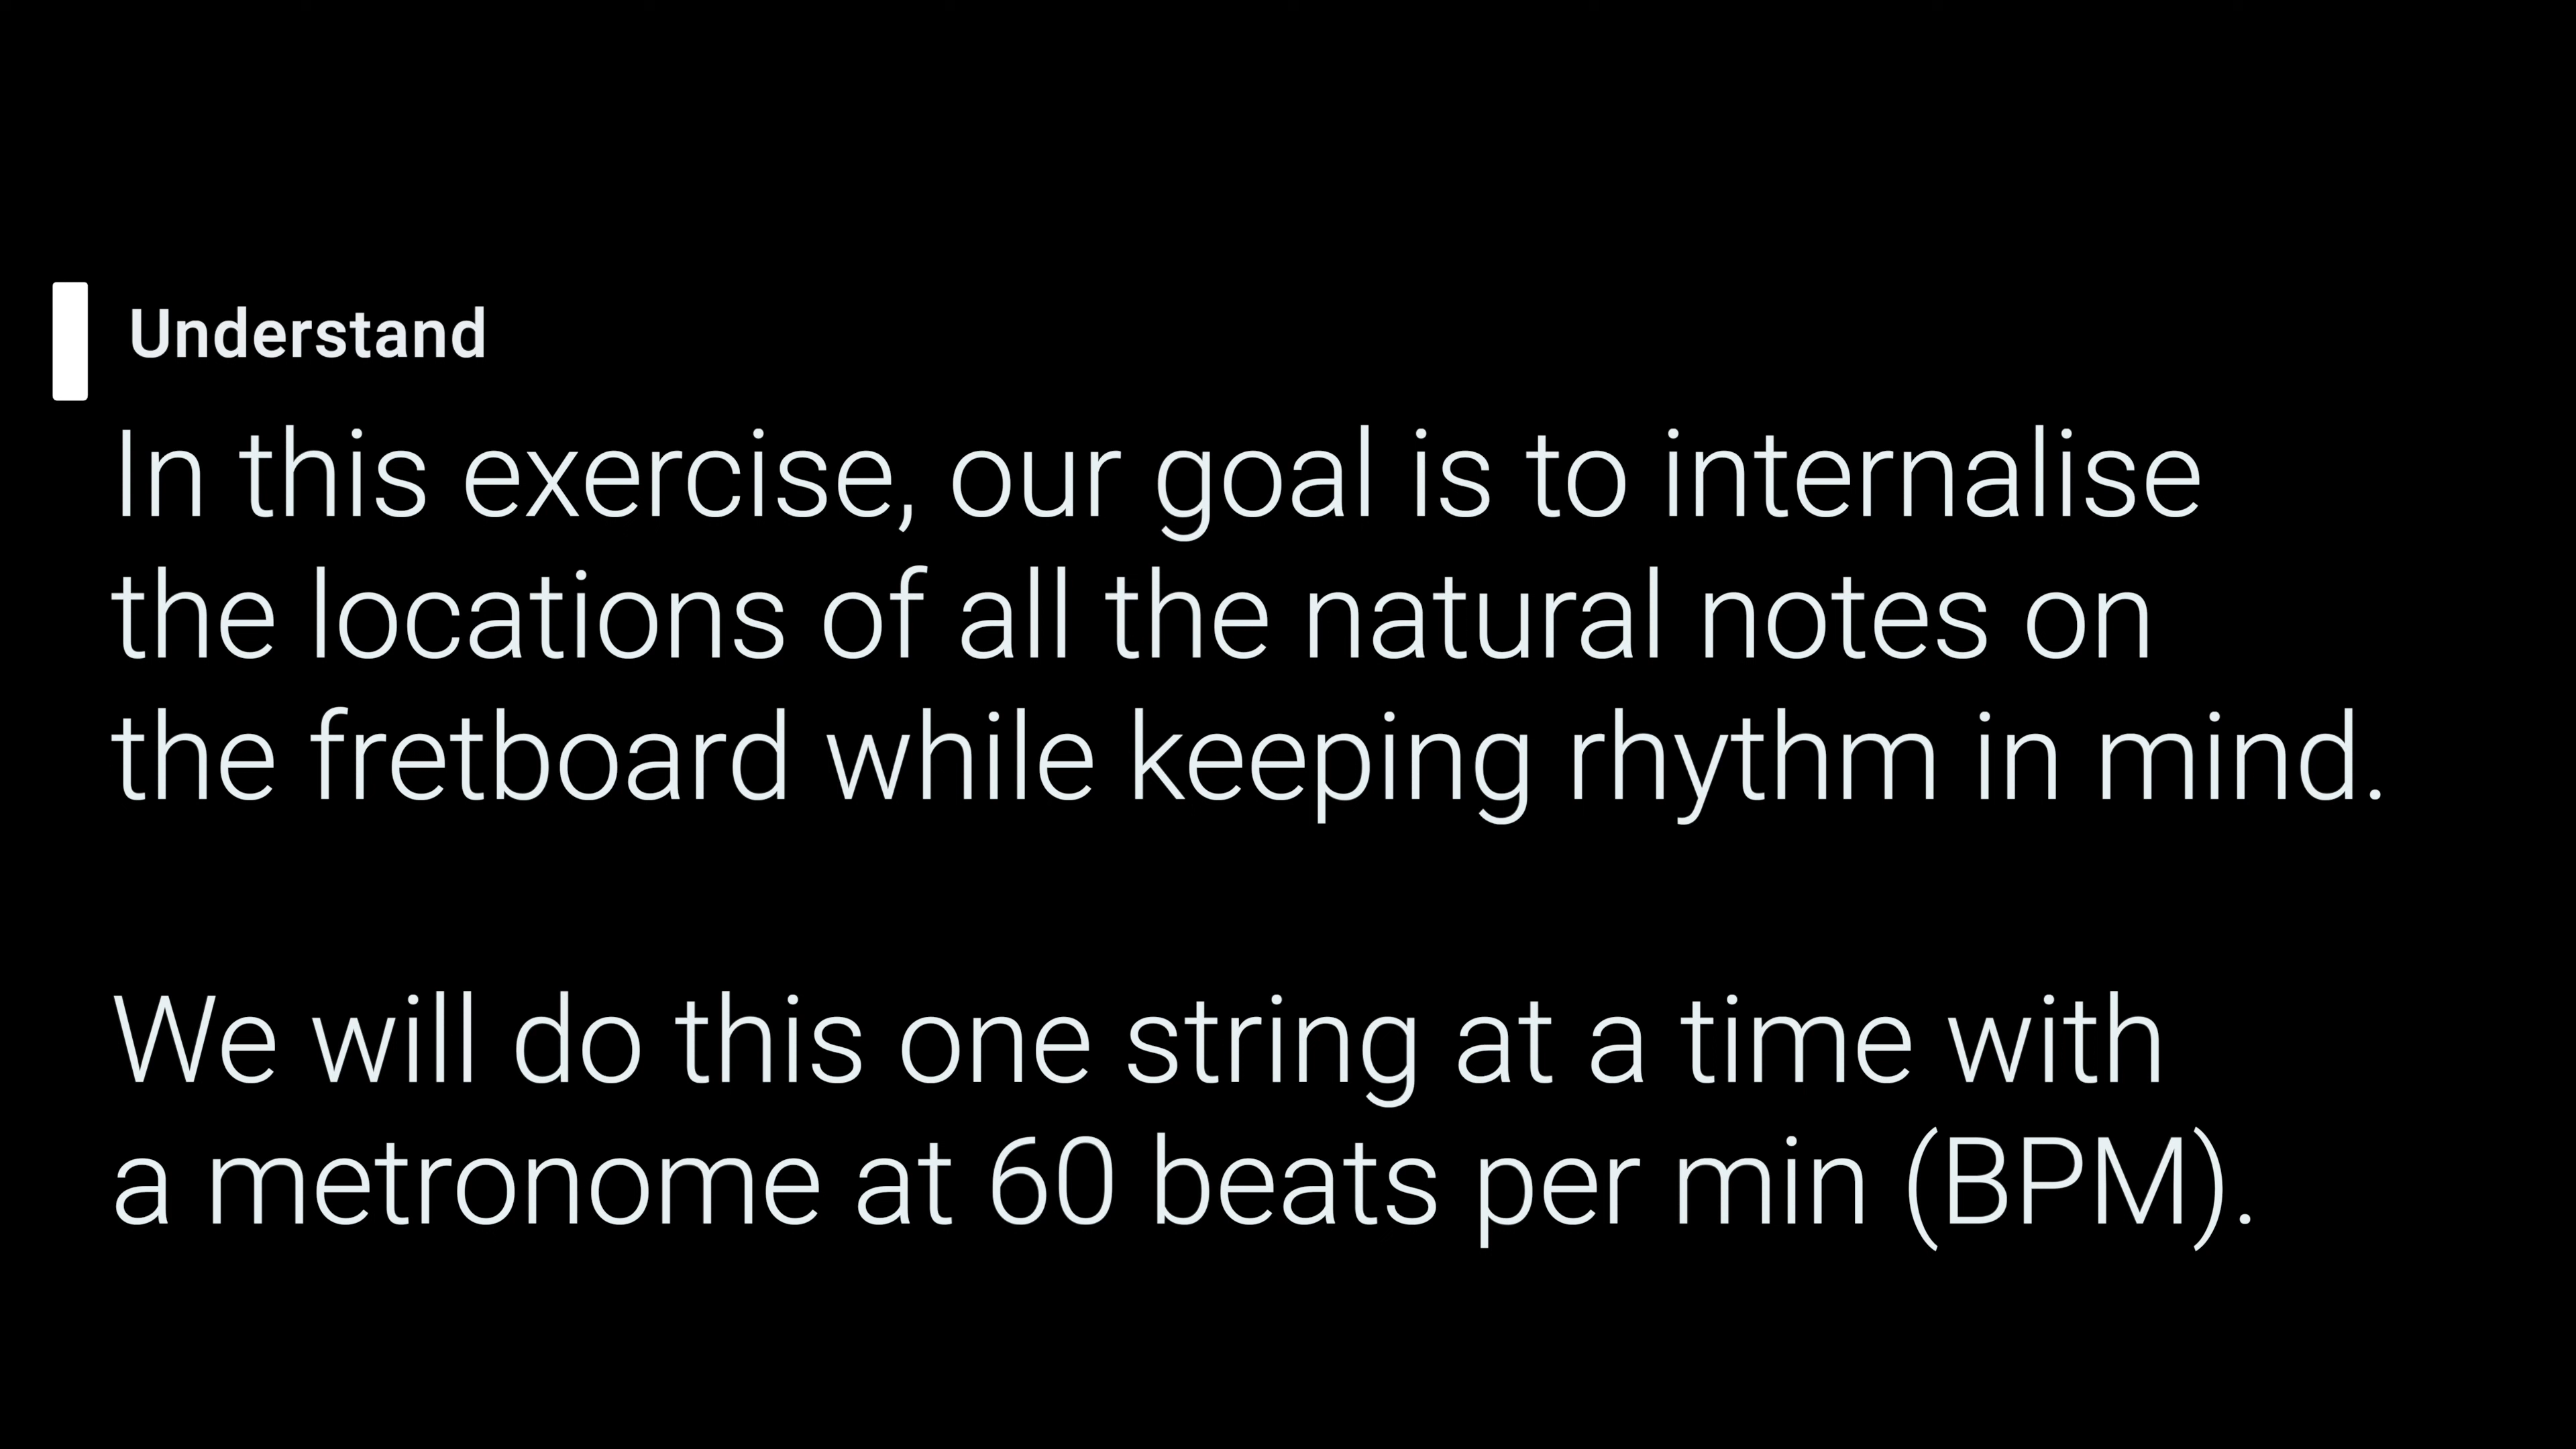 Understand
In this exercise, our goal is to internalise
the locations of all the natural notes on
the fretboard while keeping rhythm in mind.
We will do this one string at a time with
a metronome at 60 beats per min (BPM).